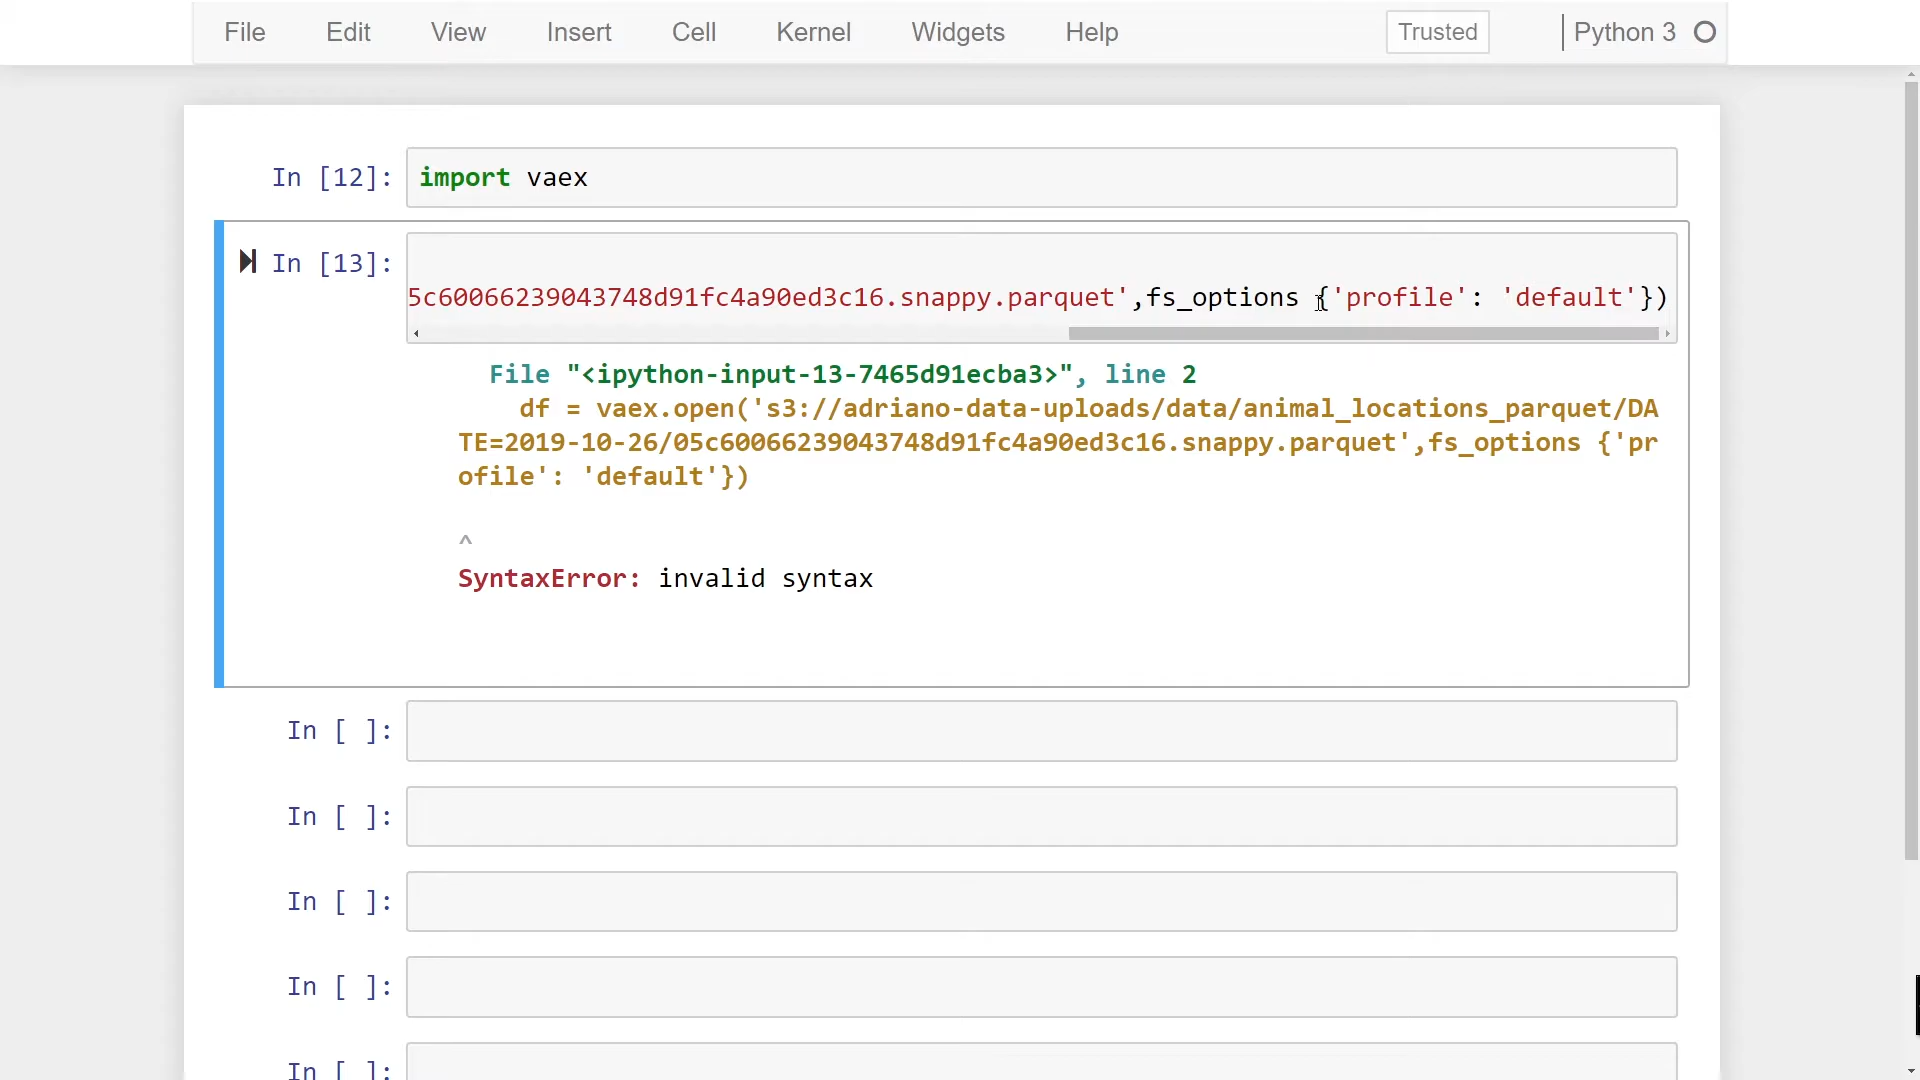 File Edit View Insert Cell Kernel Widgets Help Trusted Python 3
In [12]: import vaex
In [13]:
5c60066239043748d91fc4a90ed3c16.snappy.parquet',fs_options {'profile': 'default'})
File "<ipython-input-13-7465d91ecba3>", line 2
df = vaex.open('s3://adriano-data-uploads/data/animal_locations_parquet/DA
TE=2019-10-26/05c60066239043748d91fc4a90ed3c16.snappy.parquet',fs_options {'pr
ofile': 'default'})
^
SyntaxError: invalid syntax
In [ ]:
In [ ]:
In [ ]:
In [ ]:
In [ ]: